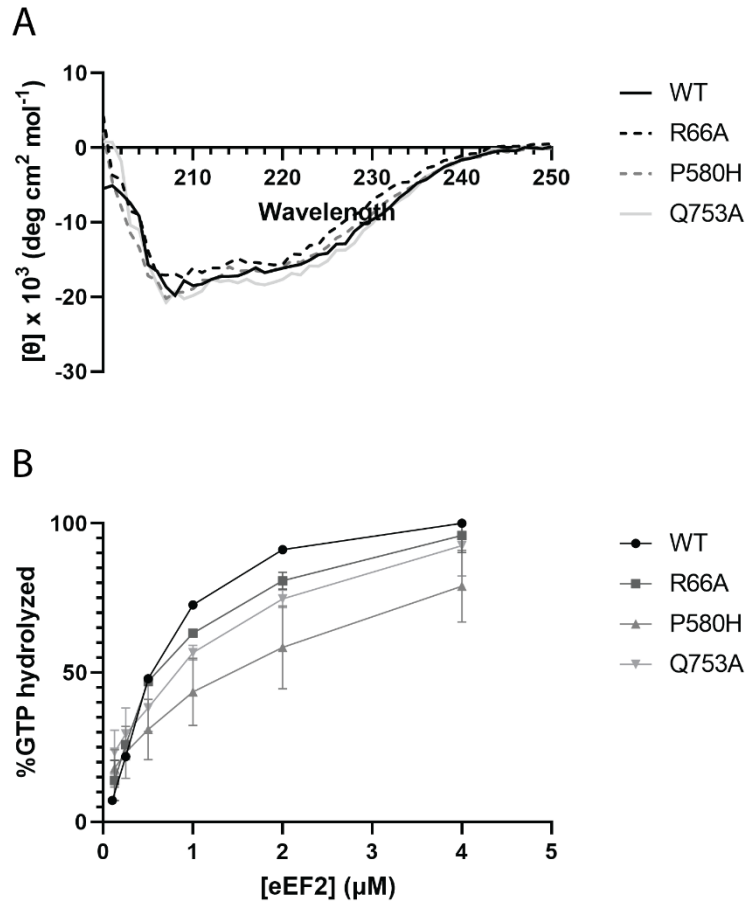 A
10
0
-10
-20
-30
210
220
230
240
250
Wavelength
[θ] x 10³ (deg cm² mol⁻¹)
WT
R66A
P580H
Q753A
B
100
50
0
0
1
2
3
4
5
%GTP hydrolyzed
[eEF2] (µM)
WT
R66A
P580H
Q753A